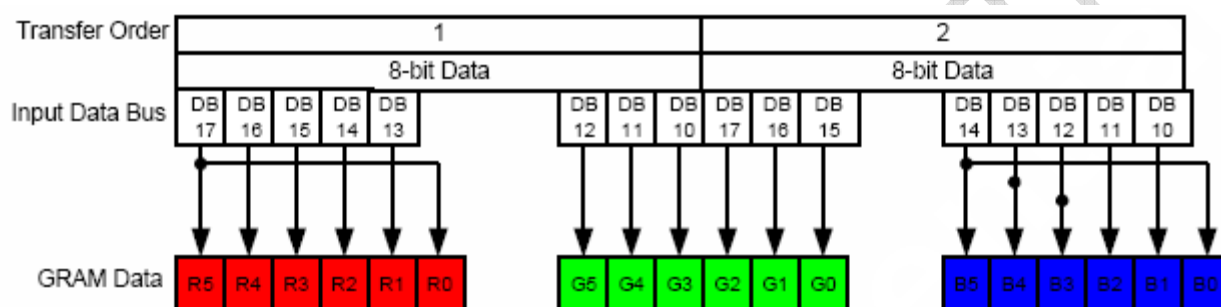 Transfer Order 1 2
8-bit Data 8-bit Data
Input Data Bus DB 17 DB 16 DB 15 DB 14 DB 13 DB 12 DB 11 DB 10 DB 17 DB 16 DB 15 DB 14 DB 13 DB 12 DB 11 DB 10
GRAM Data R5 R4 R3 R2 R1 R0 G5 G4 G3 G2 G1 G0 B5 B4 B3 B2 B1 B0